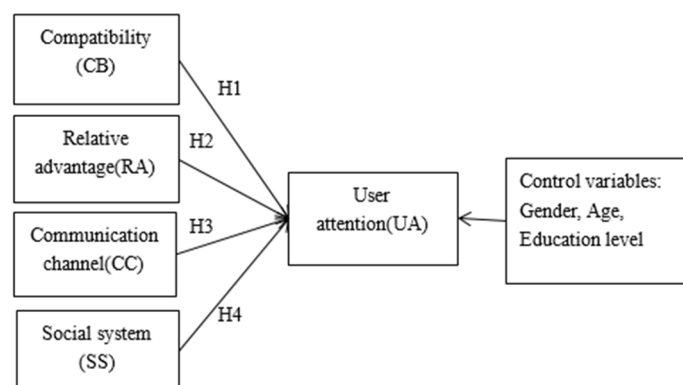 Compatibility
(CB)
H1
Relative
advantage(RA)
H2
Communication
channel(CC)
H3
Social system
(SS)
H4
User
attention(UA)
Control variables:
Gender, Age,
Education level